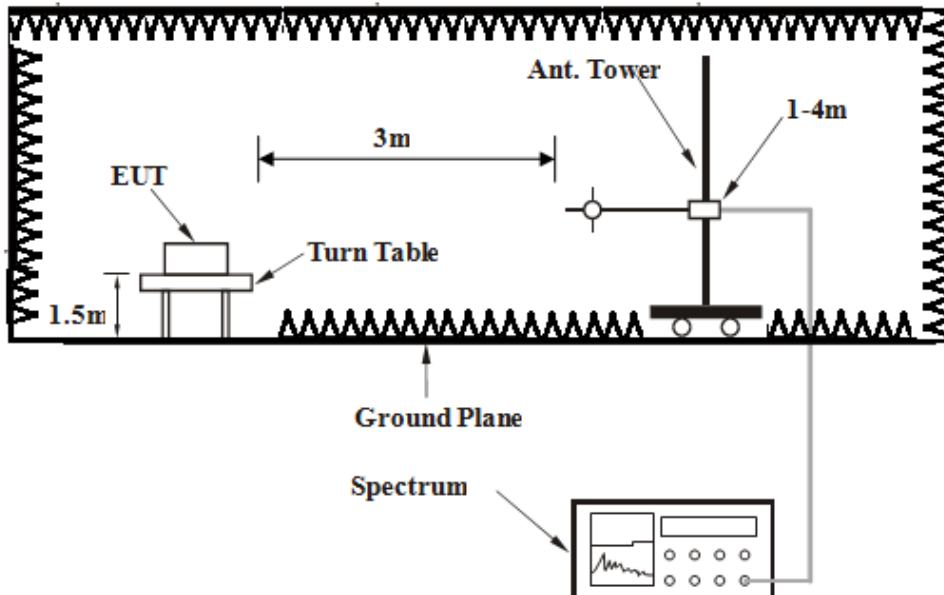 Ant. Tower
1-4m
3m
EUT
Turn Table
1.5m
Ground Plane
Spectrum